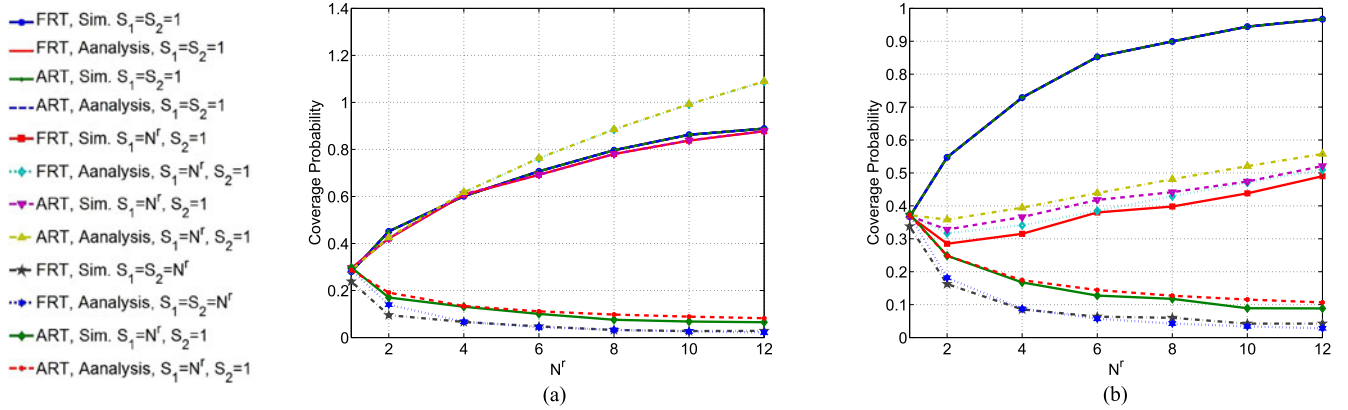 FRT, Sim. S1=S2=1
FRT, Aanalysis, S1=S2=1
ART, Sim. S1=S2=1
ART, Aanalysis, S1=S2=1
FRT, Sim. S1=Nr, S2=1
FRT, Aanalysis, S1=Nr, S2=1
ART, Sim. S1=Nr, S2=1
ART, Aanalysis, S1=Nr, S2=1
FRT, Sim. S1=S2=Nr
FRT, Aanalysis, S1=S2=Nr
ART, Sim. S1=Nr, S2=1
ART, Aanalysis, S1=Nr, S2=1
Coverage Probability
1.4
1.2
1
0.8
0.6
0.4
0.2
0
2 4 6 8 10 12
Nr
(a)
Coverage Probability
1
0.9
0.8
0.7
0.6
0.5
0.4
0.3
0.2
0.1
0
2 4 6 8 10 12
Nr
(b)